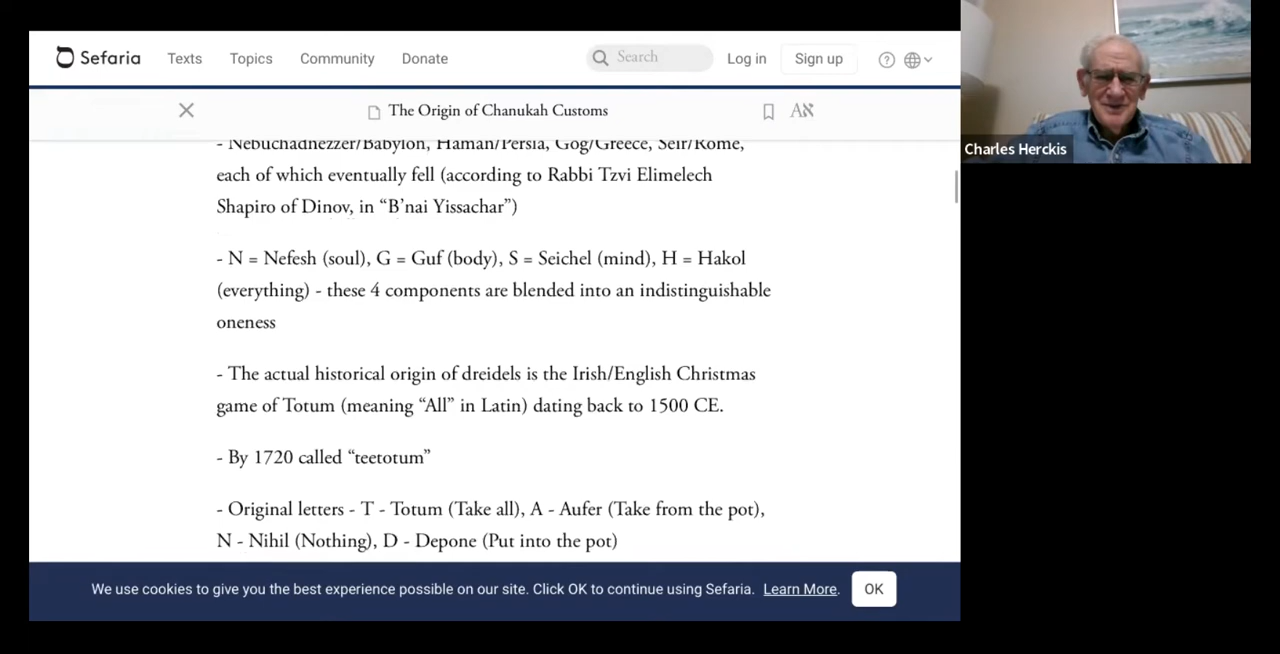 Sefaria Texts Topics Community Donate Search Log in Sign up
The Origin of Chanukah Customs Aא
- Nebuchadnezzer/Babylon, Haman/Persia, Gog/Greece, Seir/Rome,
each of which eventually fell (according to Rabbi Tzvi Elimelech
Shapiro of Dinov, in “B’nai Yissachar”)
- N = Nefesh (soul), G = Guf (body), S = Seichel (mind), H = Hakol
(everything) - these 4 components are blended into an indistinguishable
oneness
- The actual historical origin of dreidels is the Irish/English Christmas
game of Totum (meaning “All” in Latin) dating back to 1500 CE.
- By 1720 called “teetotum”
- Original letters - T - Totum (Take all), A - Aufer (Take from the pot),
N - Nihil (Nothing), D - Depone (Put into the pot)
We use cookies to give you the best experience possible on our site. Click OK to continue using Sefaria. Learn More. OK
Charles Herckis